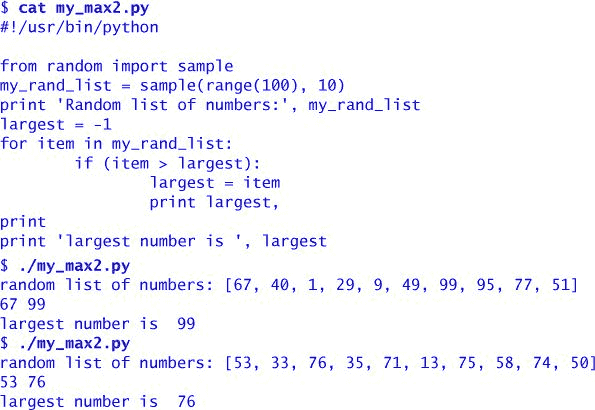 $ cat my_max2.py
#!/usr/bin/python

from random import sample
my_rand_list = sample(range(100), 10)
print 'Random list of numbers:', my_rand_list
largest = -1
for item in my_rand_list:
        if (item > largest):
                largest = item
                print largest,
print
print 'largest number is ', largest
$ ./my_max2.py
random list of numbers: [67, 40, 1, 29, 9, 49, 99, 95, 77, 51]
67 99
largest number is  99
$ ./my_max2.py
random list of numbers: [53, 33, 76, 35, 71, 13, 75, 58, 74, 50]
53 76
largest number is  76